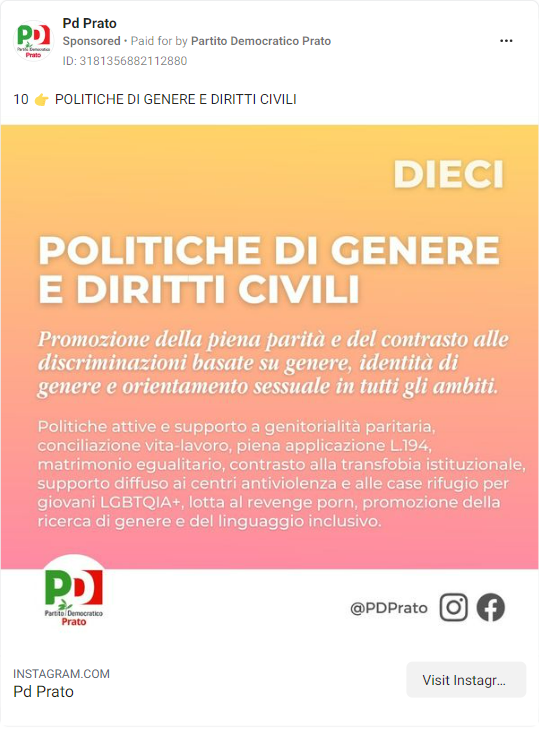 Pd Prato
Sponsored • Paid for by Partito Democratico Prato
ID: 3181356882112880
10 👉 POLITICHE DI GENERE E DIRITTI CIVILI
DIECI
POLITICHE DI GENERE
E DIRITTI CIVILI
Promozione della piena parità e del contrasto alle
discriminazioni basate su genere, identità di
genere e orientamento sessuale in tutti gli ambiti.
Politiche attive e supporto a genitorialità paritaria,
conciliazione vita-lavoro, piena applicazione L.194,
matrimonio egualitario, contrasto alla transfobia istituzionale,
supporto diffuso ai centri antiviolenza e alle case rifugio per
giovani LGBTQIA+, lotta al revenge porn, promozione della
ricerca di genere e del linguaggio inclusivo.
PD
Partito Democratico
Prato
@PDPrato
INSTAGRAM.COM
Pd Prato
Visit Instagr...